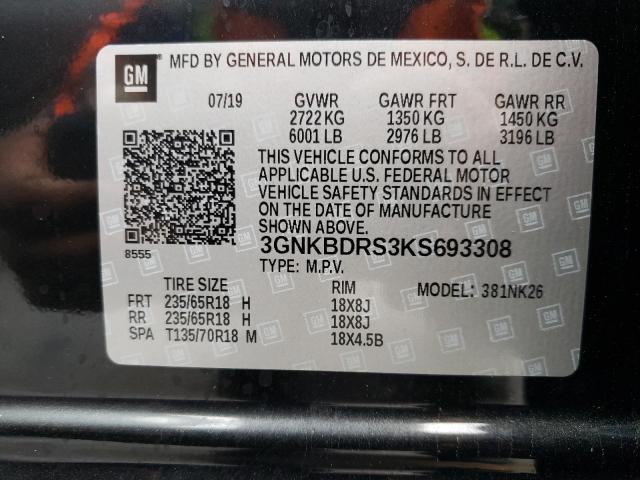 GM MFD BY GENERAL MOTORS DE MEXICO, S. DE R.L. DE C.V.
07/19 GVWR GAWR FRT GAWR RR
2722 KG 1350 KG 1450 KG
6001 LB 2976 LB 3196 LB
THIS VEHICLE CONFORMS TO ALL
APPLICABLE U.S. FEDERAL MOTOR
VEHICLE SAFETY STANDARDS IN EFFECT
ON THE DATE OF MANUFACTURE
SHOWN ABOVE.
8555
3GNKBDRS3KS693308
TYPE: M.P.V.
TIRE SIZE RIM MODEL: 381NK26
FRT 235/65R18 H 18X8J
RR 235/65R18 H 18X8J
SPA T135/70R18 M 18X4.5B